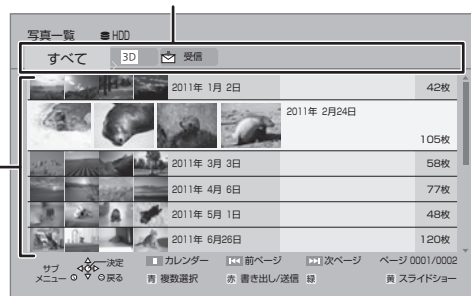 写真一覧 HDD
すべて 3D 受信
2011年 1月 2日 42枚
2011年 2月24日
105枚
2011年 3月 3日 58枚
2011年 4月 6日 77枚
2011年 5月 1日 48枚
2011年 6月26日 120枚
サブメニュー 決定 戻る カレンダー 前ページ 次ページ ページ 0001/0002
青 複数選択 赤 書き出し/送信 緑 黄 スライドショー